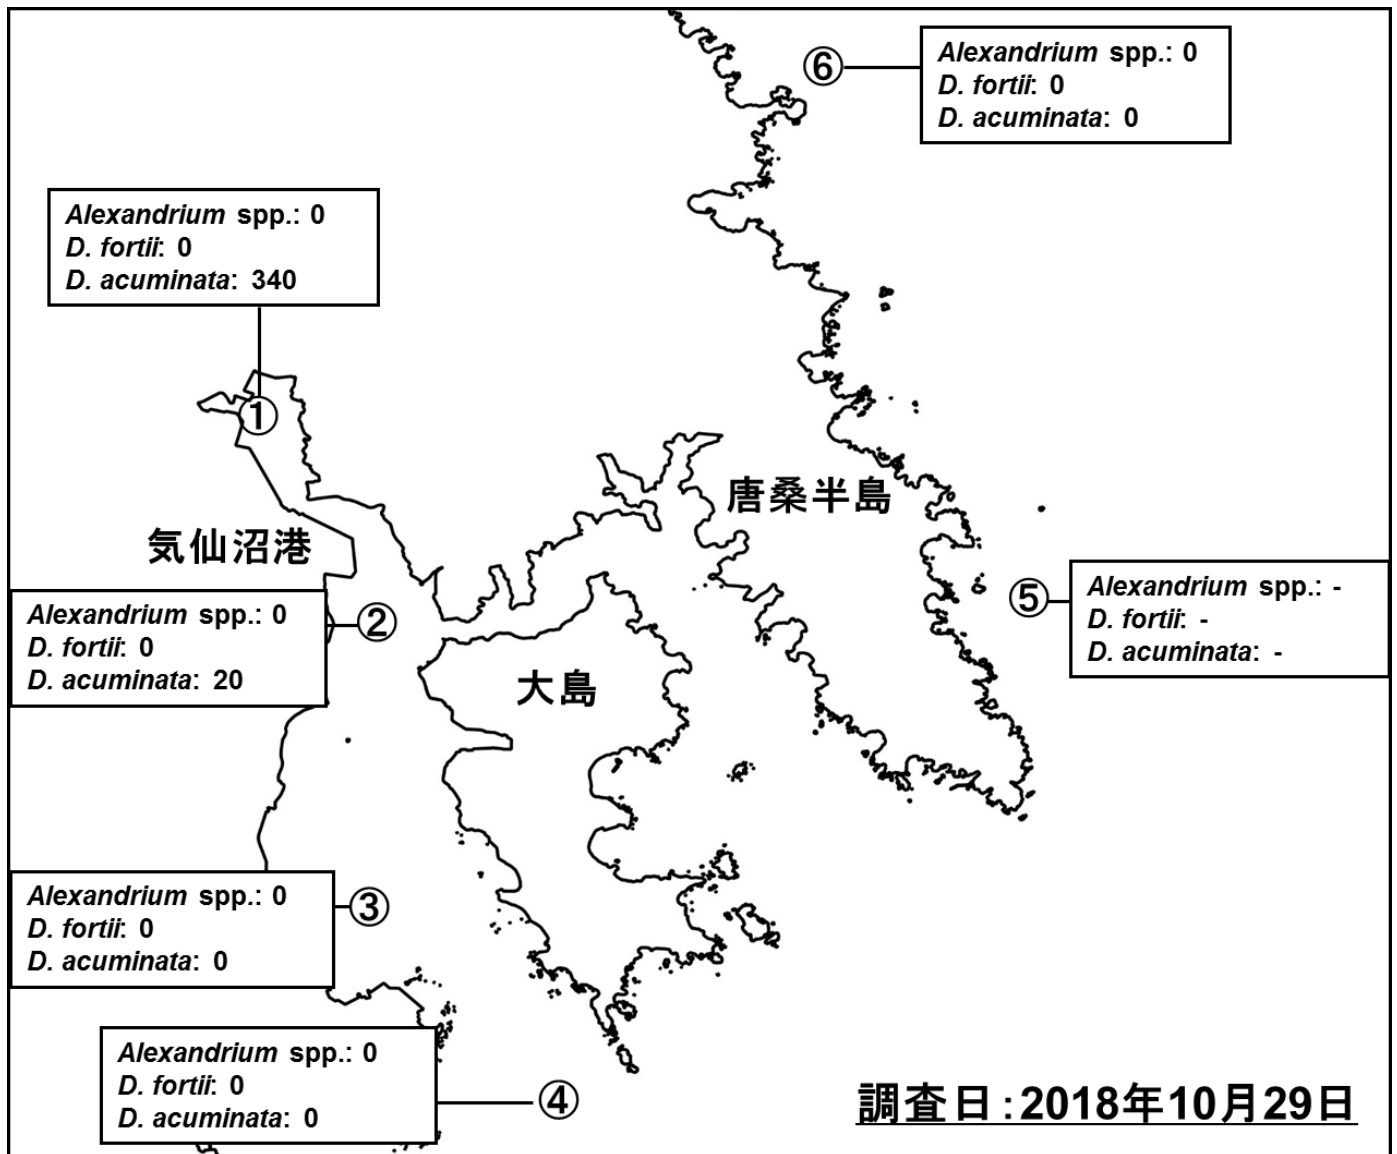 ⑥
Alexandrium spp.: 0
D. fortii: 0
D. acuminata: 0
Alexandrium spp.: 0
D. fortii: 0
D. acuminata: 340
①
唐桑半島
気仙沼港
Alexandrium spp.: 0
D. fortii: 0
D. acuminata: 20
②
⑤
Alexandrium spp.: -
D. fortii: -
D. acuminata: -
大島
Alexandrium spp.: 0
D. fortii: 0
D. acuminata: 0
③
Alexandrium spp.: 0
D. fortii: 0
D. acuminata: 0
④
調査日:2018年10月29日